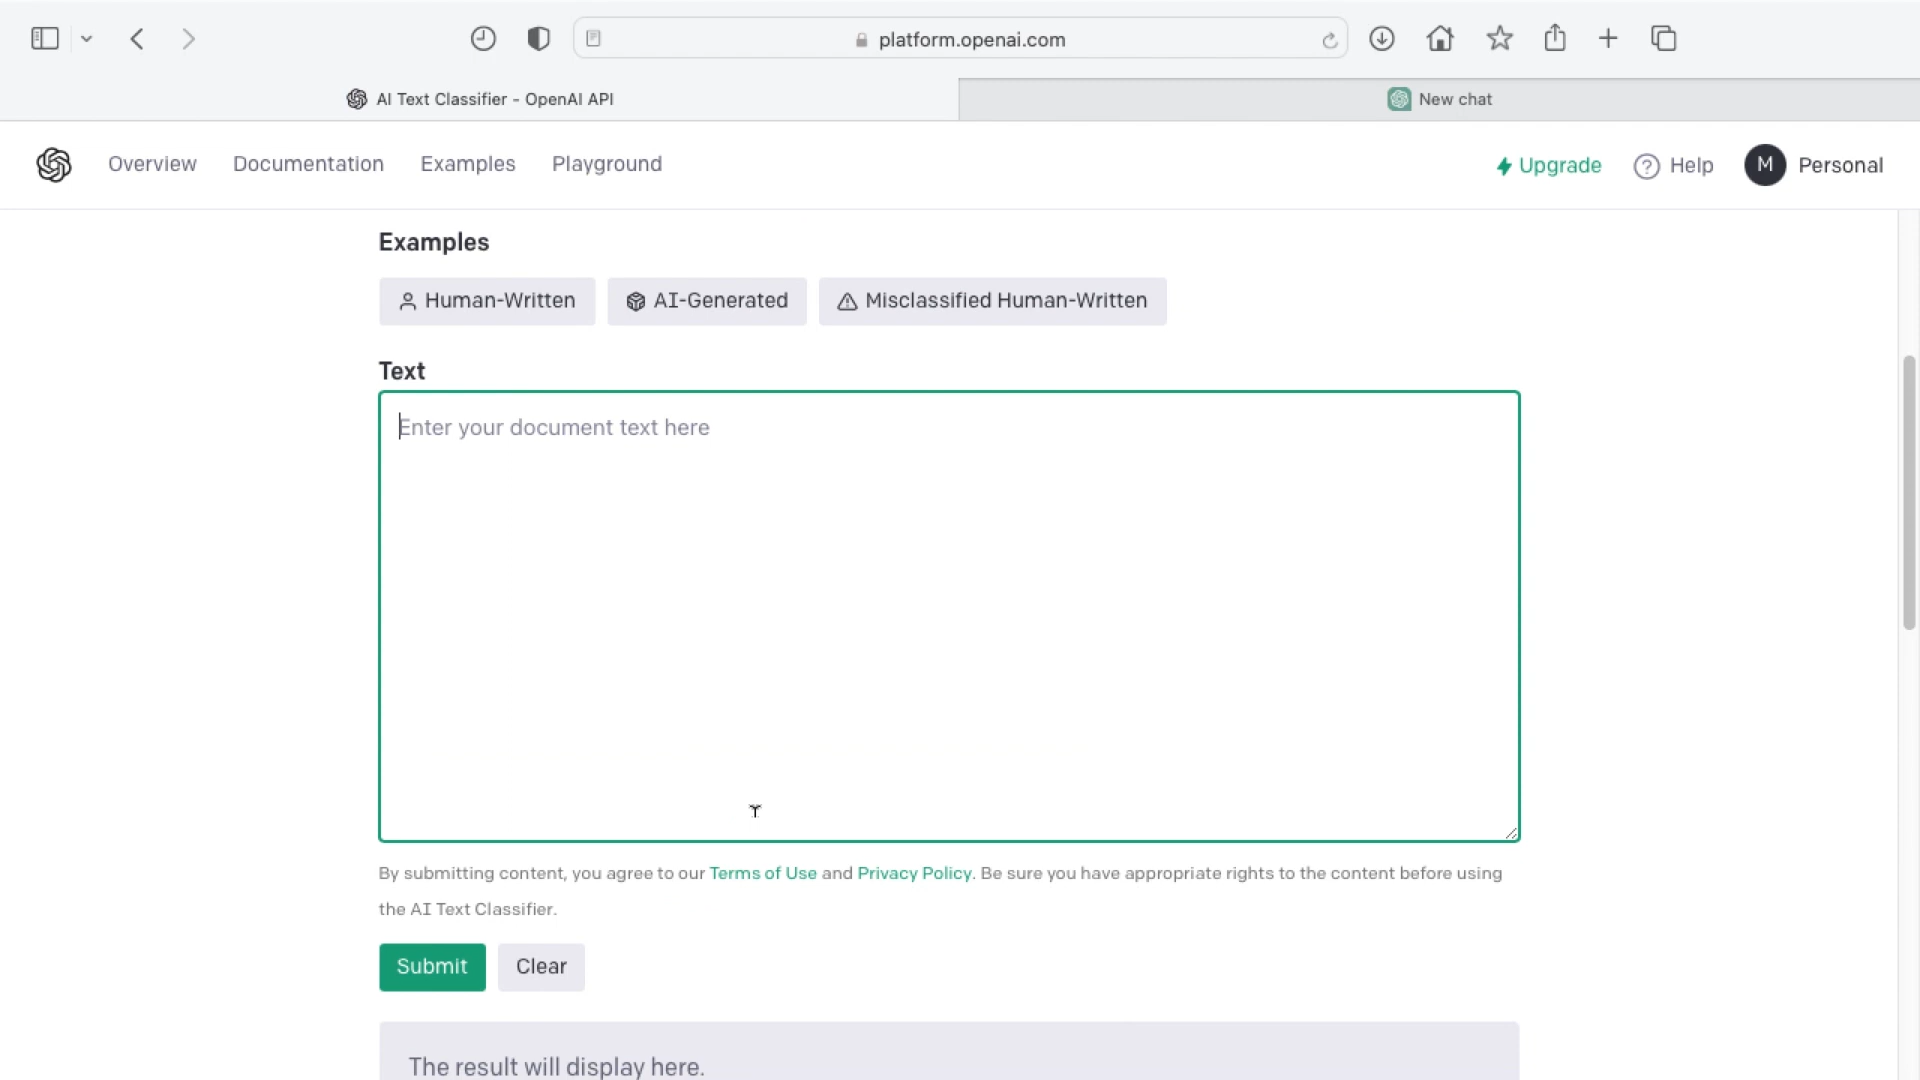 platform.openai.com
AI Text Classifier - OpenAI API
New chat
Overview Documentation Examples Playground Upgrade Help M Personal
Examples
Human-Written AI-Generated Misclassified Human-Written
Text
Enter your document text here
By submitting content, you agree to our Terms of Use and Privacy Policy. Be sure you have appropriate rights to the content before using
the AI Text Classifier.
Submit Clear
The result will display here.